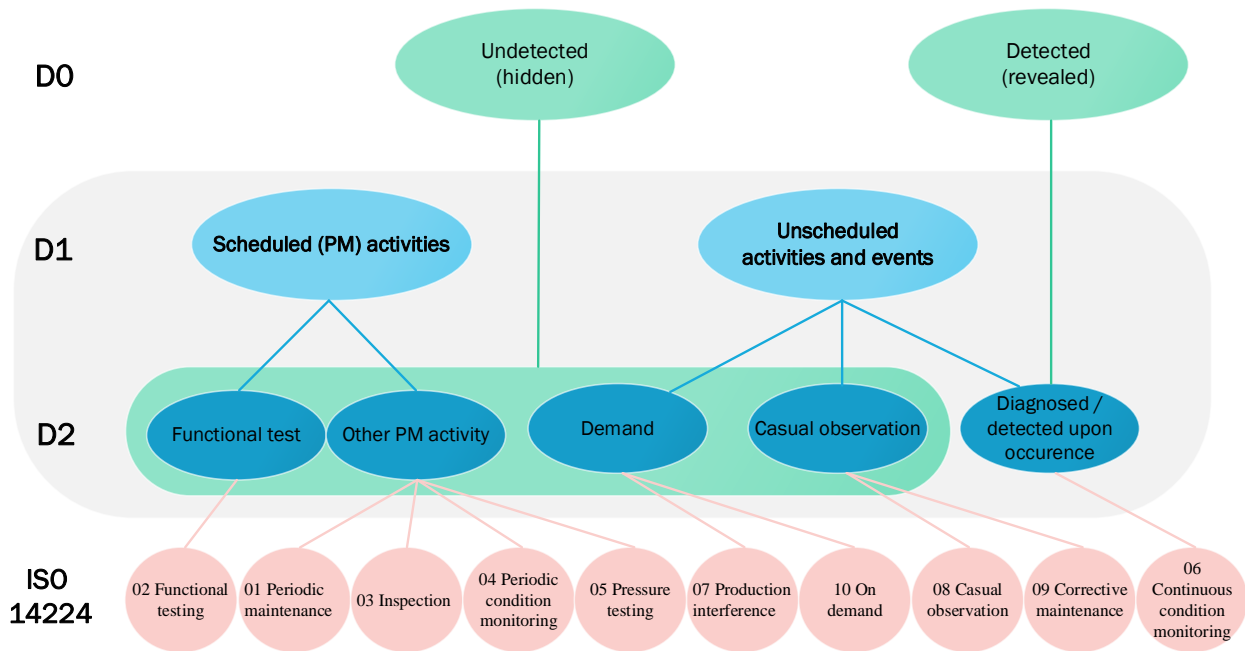 D0
Undetected
(hidden)
Detected
(revealed)
D1
Scheduled (PM) activities
Unscheduled
activities and events
D2
Functional test
Other PM activity
Demand
Casual observation
Diagnosed /
detected upon
occurence
ISO
14224
02 Functional
testing
01 Periodic
maintenance
03 Inspection
04 Periodic
condition
monitoring
05 Pressure
testing
07 Production
interference
10 On
demand
08 Casual
observation
09 Corrective
maintenance
06
Continuous
condition
monitoring